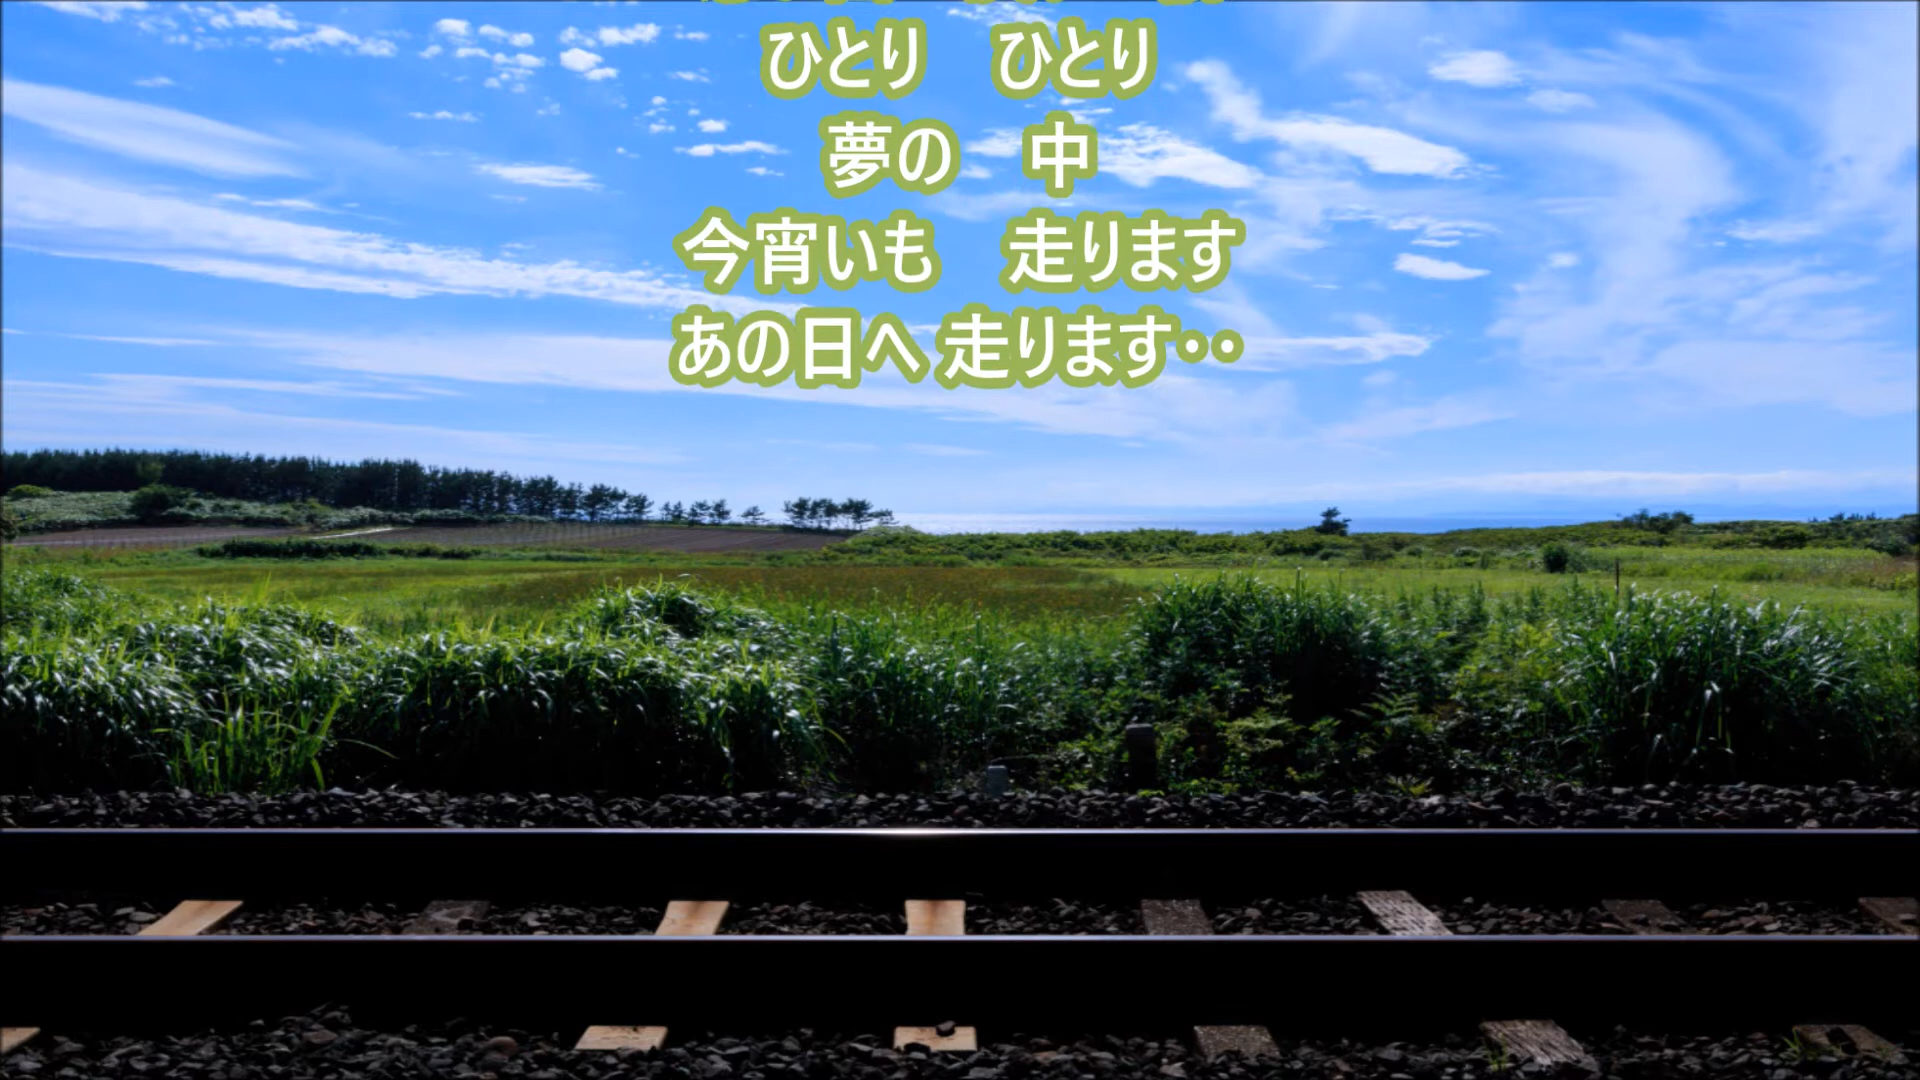 ひとり　ひとり
夢の　中
今宵いも　走ります
あの日へ 走ります・・